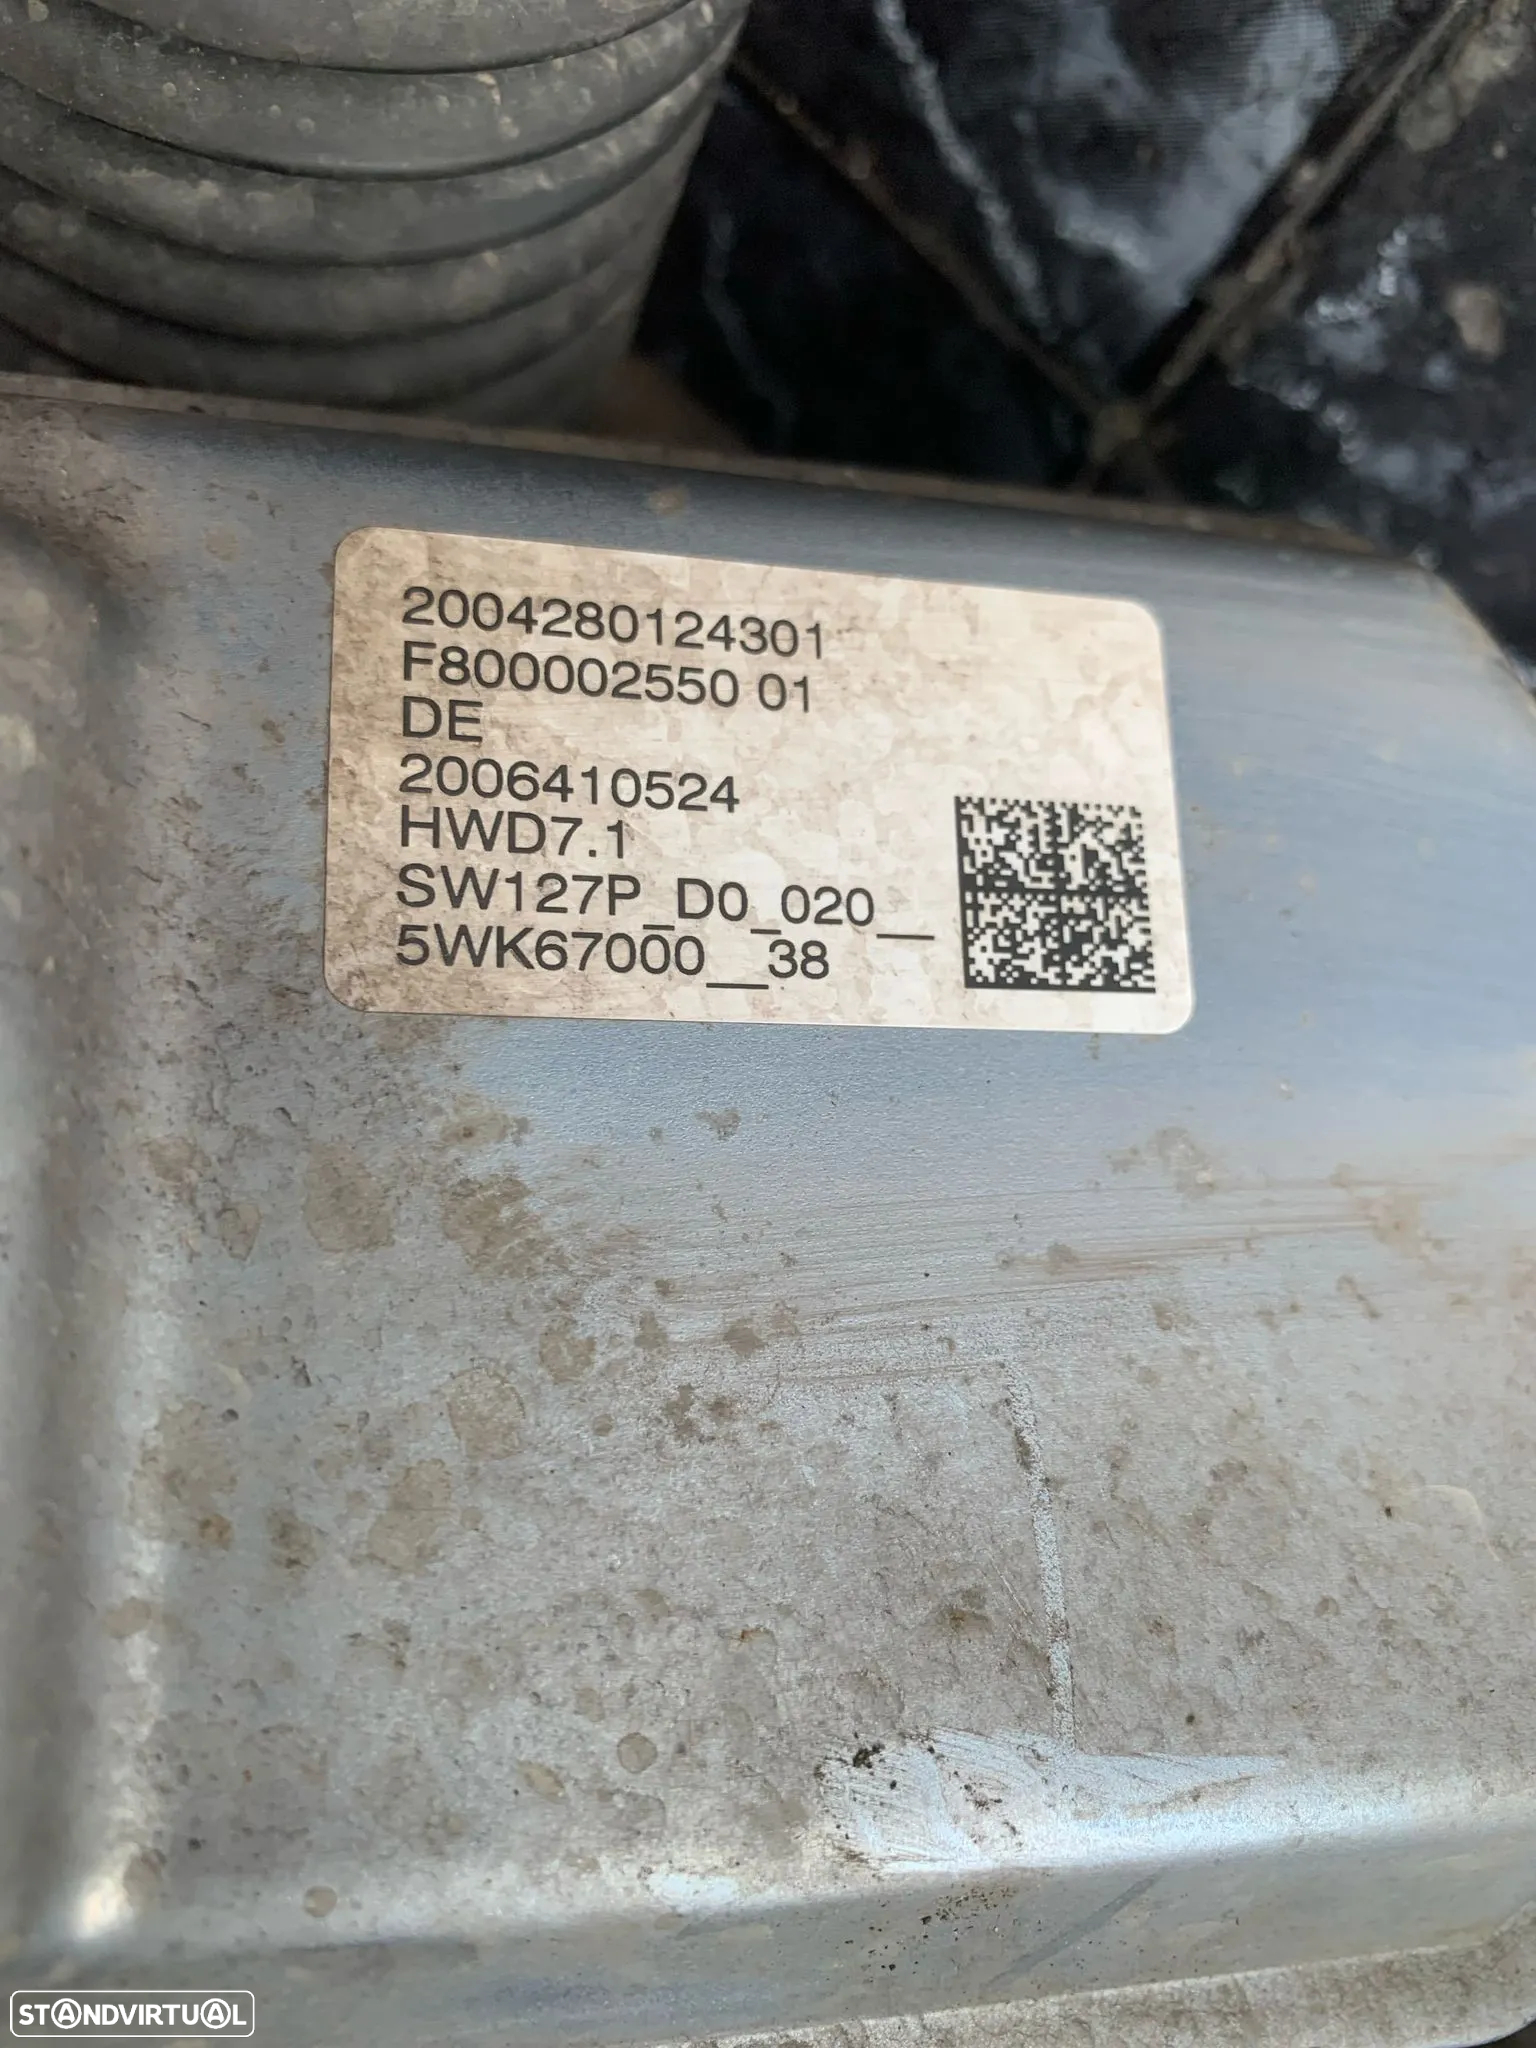 2004280124301
F800002550 01
DE
2006410524
HWD7.1
SW127P_D0_020__
5WK67000__38
STANDVIRTUAL